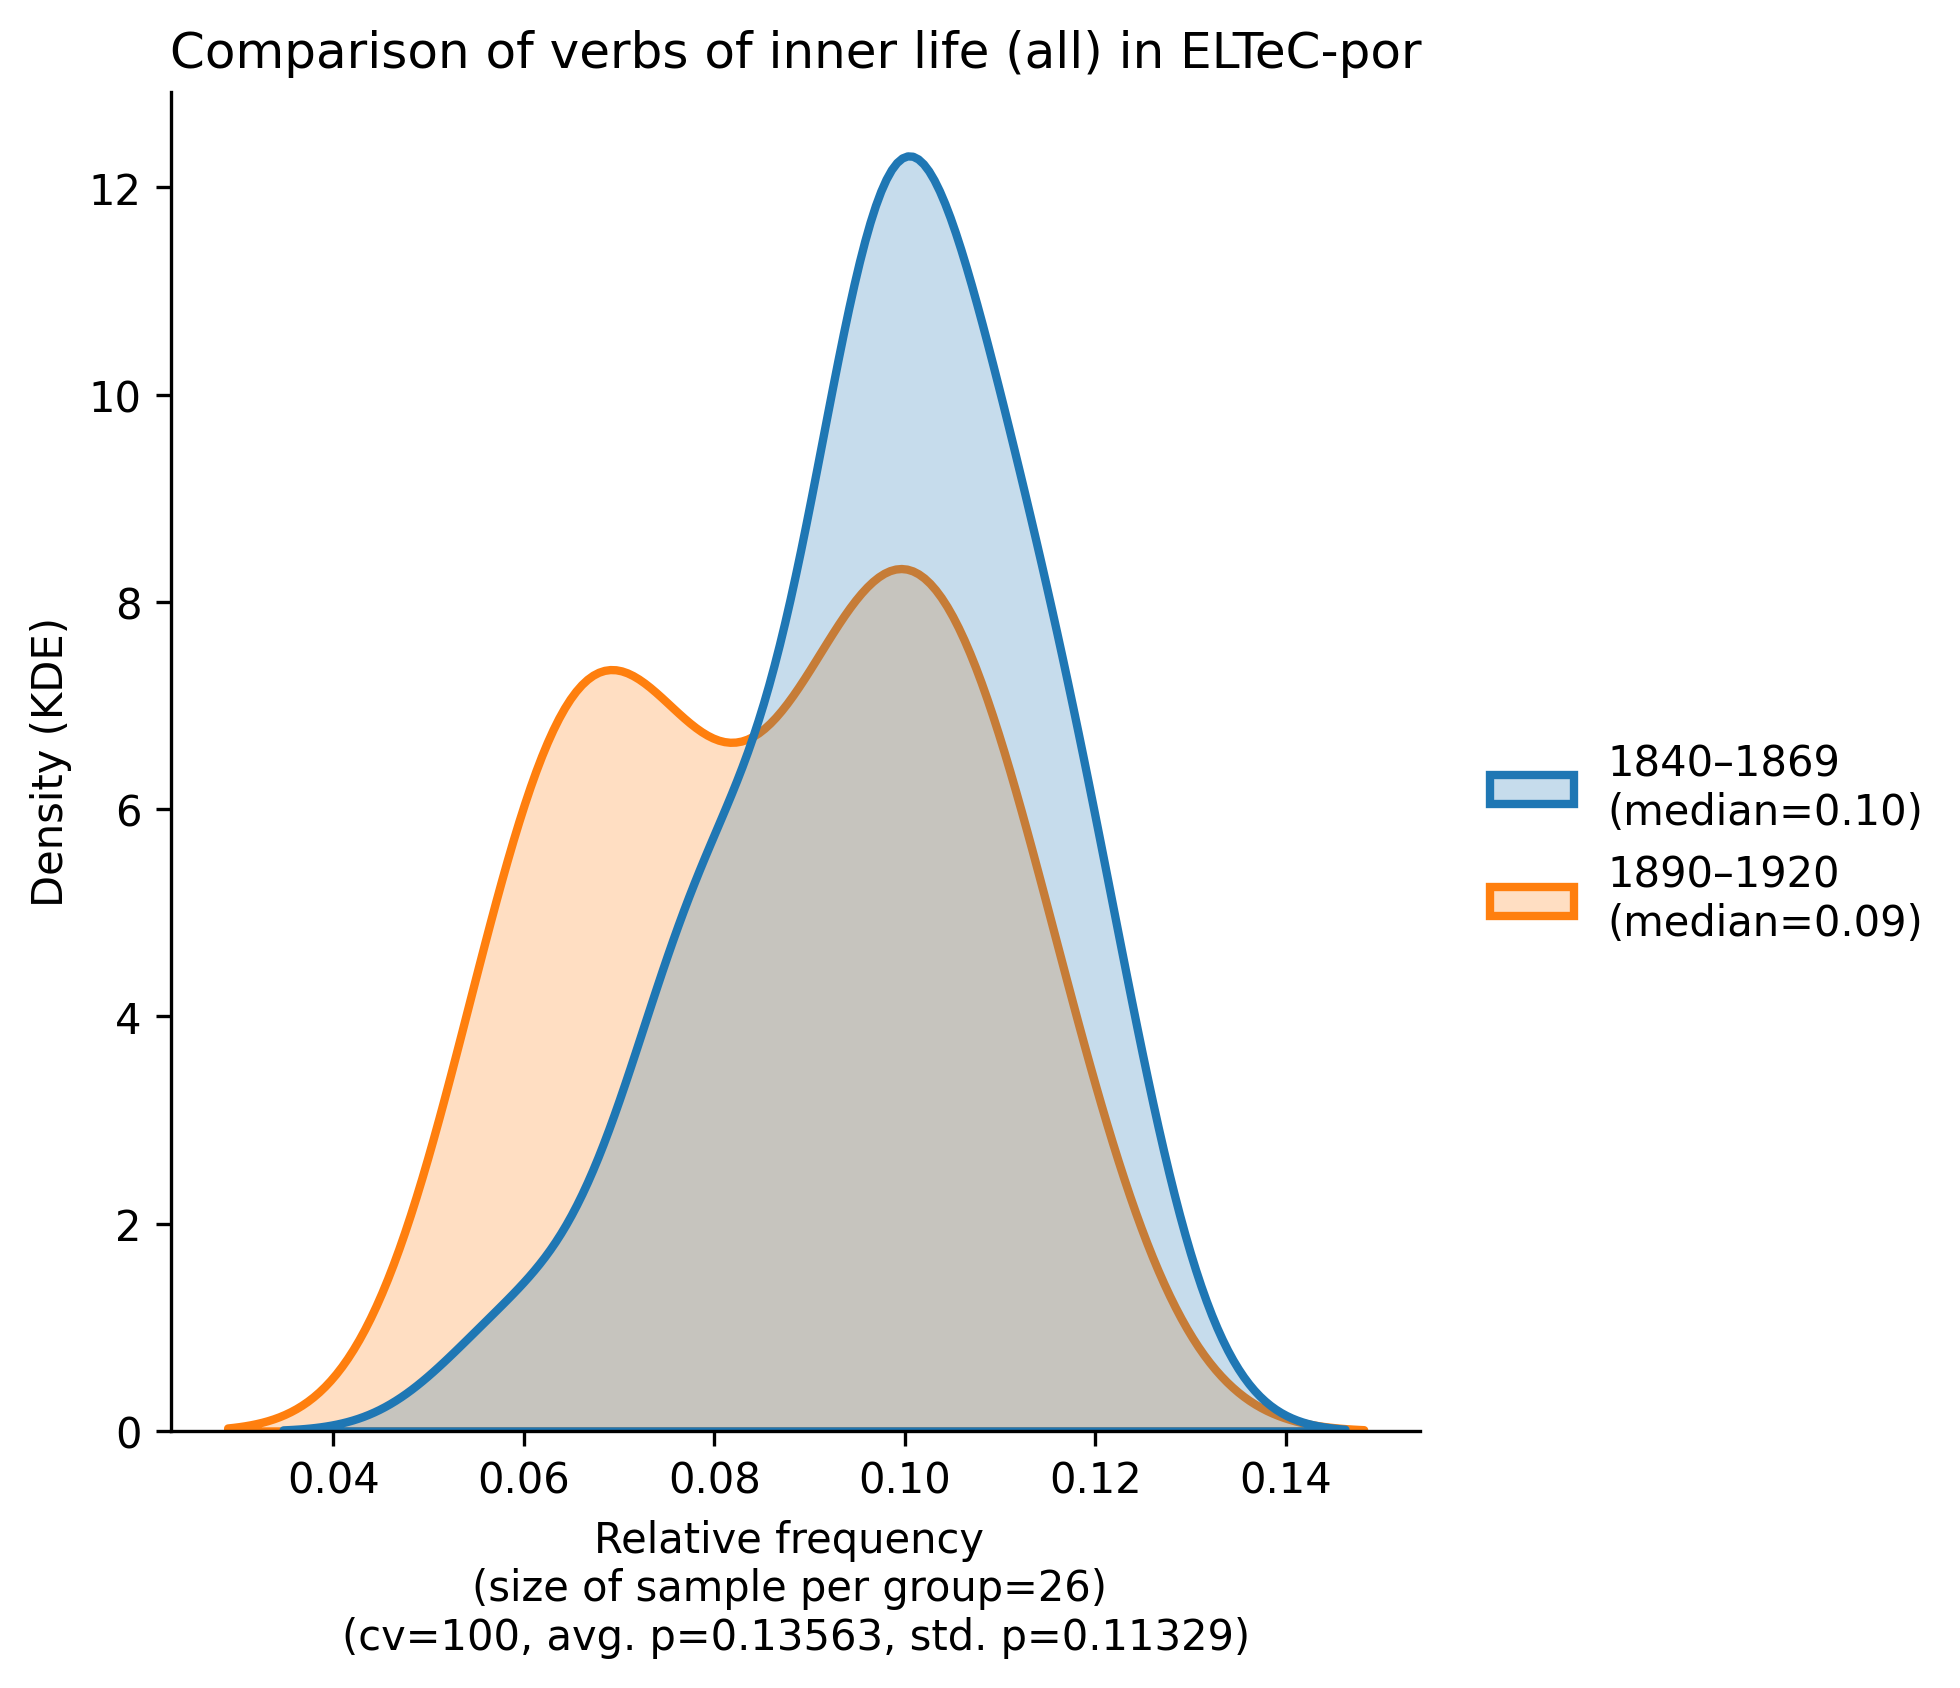 Comparison of verbs of inner life (all) in ELTeC-por
Density (KDE)
12
10
8
6
4
2
0
0.04 0.06 0.08 0.10 0.12 0.14
Relative frequency
(size of sample per group=26)
(cv=100, avg. p=0.13563, std. p=0.11329)
1840–1869
(median=0.10)
1890–1920
(median=0.09)